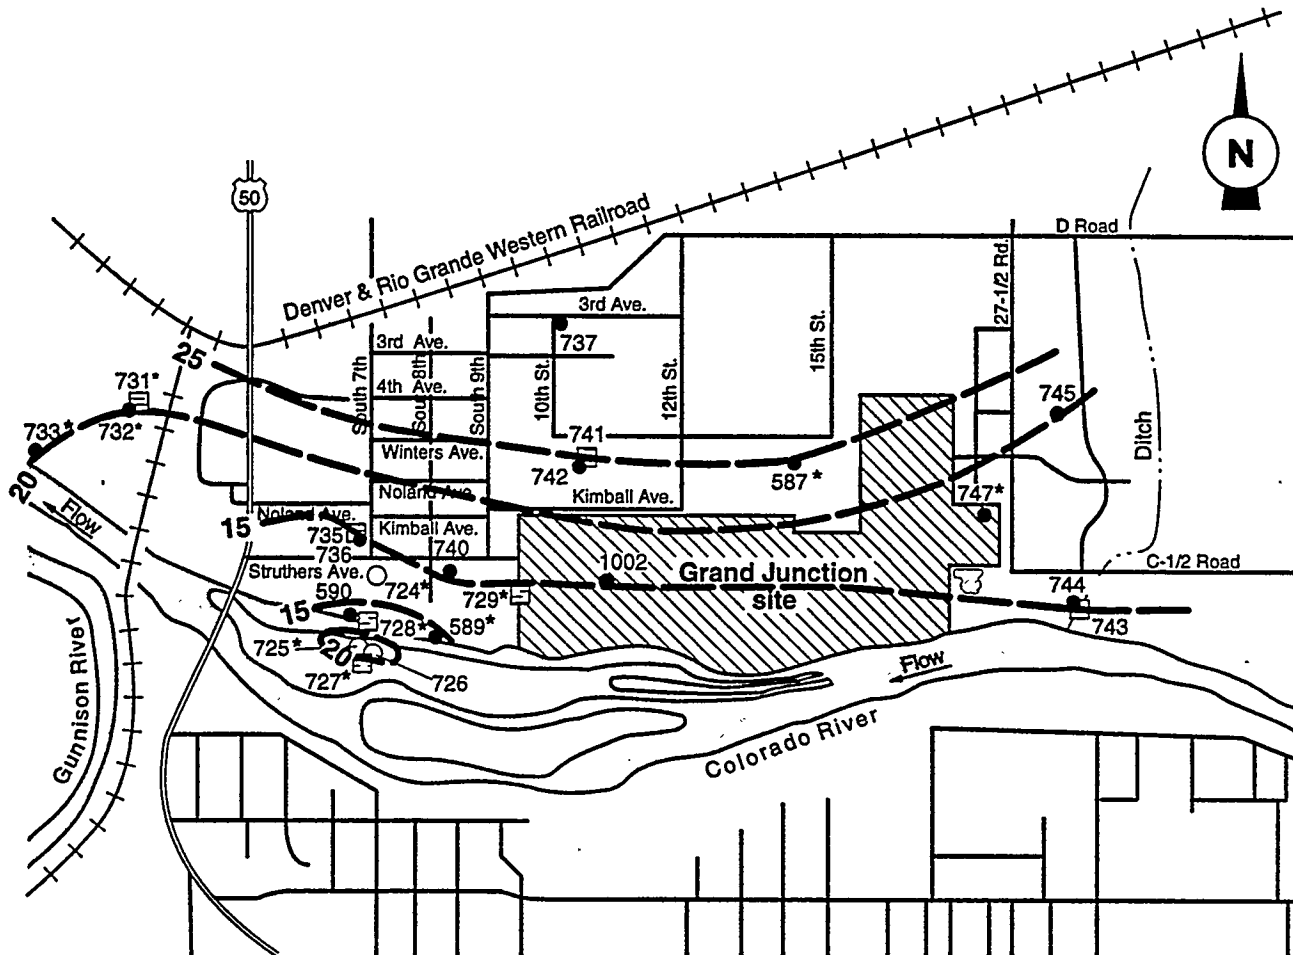 N
50
D Road
Denver & Rio Grande Western Railroad
27-1/2 Rd.
3rd Ave.
737
15th St.
25
3rd Ave.
South 7th
South 8th
South 9th
10th St.
12th St.
4th Ave.
731*
732*
733*
745
741
742
Winters Ave.
587*
Ditch
20
Flow
Noland Ave.
Kimball Ave.
747*
Noland Ave.
15
735
736
Kimball Ave.
740
Struthers Ave.
590
724*
729*
1002
Grand Junction
site
C-1/2 Road
744
743
15
728*
589*
725*
20
727*
726
Flow
Gunnison River
Colorado River